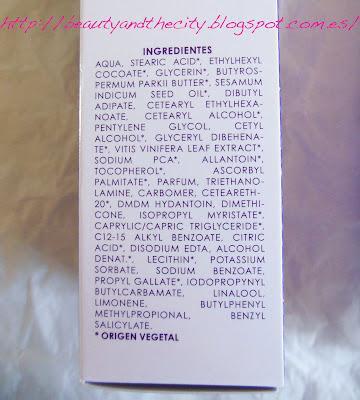 http://beautyandthecity.blogspot.com.es/
INGREDIENTES
AQUA, STEARIC ACID*, ETHYLHEXYL
COCOATE*, GLYCERIN*, BUTYROS-
PERMUM PARKII BUTTER*, SESAMUM
INDICUM SEED OIL*, DIBUTYL
ADIPATE, CETEARYL ETHYLHEXA-
NOATE, CETEARYL ALCOHOL*,
PENTYLENE GLYCOL, CETYL
ALCOHOL*, GLYCERYL DIBEHENA-
TE*, VITIS VINIFERA LEAF EXTRACT*,
SODIUM PCA*, ALLANTOIN*,
TOCOPHEROL*, ASCORBYL
PALMITATE*, PARFUM, TRIETHANO-
LAMINE, CARBOMER, CETEARETH-
20*, DMDM HYDANTOIN, DIMETHI-
CONE, ISOPROPYL MYRISTATE*,
CAPRYLIC/CAPRIC TRIGLYCERIDE*,
C12-15 ALKYL BENZOATE, CITRIC
ACID*, DISODIUM EDTA, ALCOHOL
DENAT.*, LECITHIN*, POTASSIUM
SORBATE, SODIUM BENZOATE,
PROPYL GALLATE*, IODOPROPYNYL
BUTYLCARBAMATE, LINALOOL,
LIMONENE, BUTYLPHENYL
METHYLPROPIONAL, BENZYL
SALICYLATE.
* ORIGEN VEGETAL